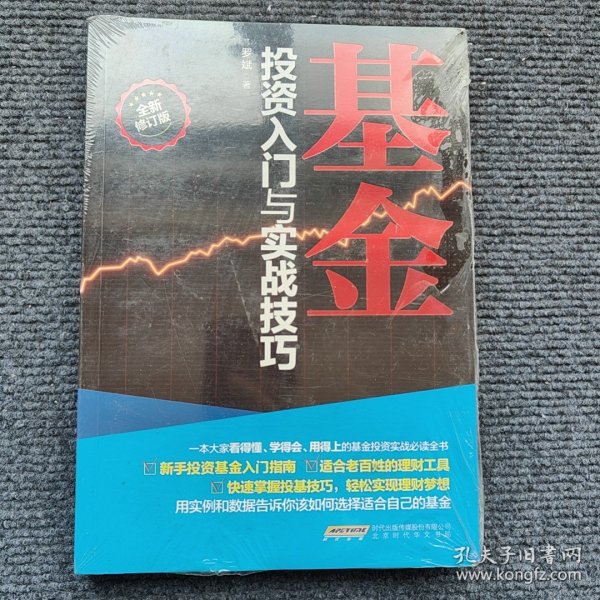 基金
投资入门与实战技巧
罗斌 著
全新
修订版
一本大家看得懂、学得会、用得上的基金投资实战必读全书
新手投资基金入门指南 适合老百姓的理财工具
快速掌握投基技巧，轻松实现理财梦想
用实例和数据告诉你该如何选择适合自己的基金
APETIME
时代出版
时代出版传媒股份有限公司
北京时代华文书局
孔夫子旧书网
www.kongfz.com